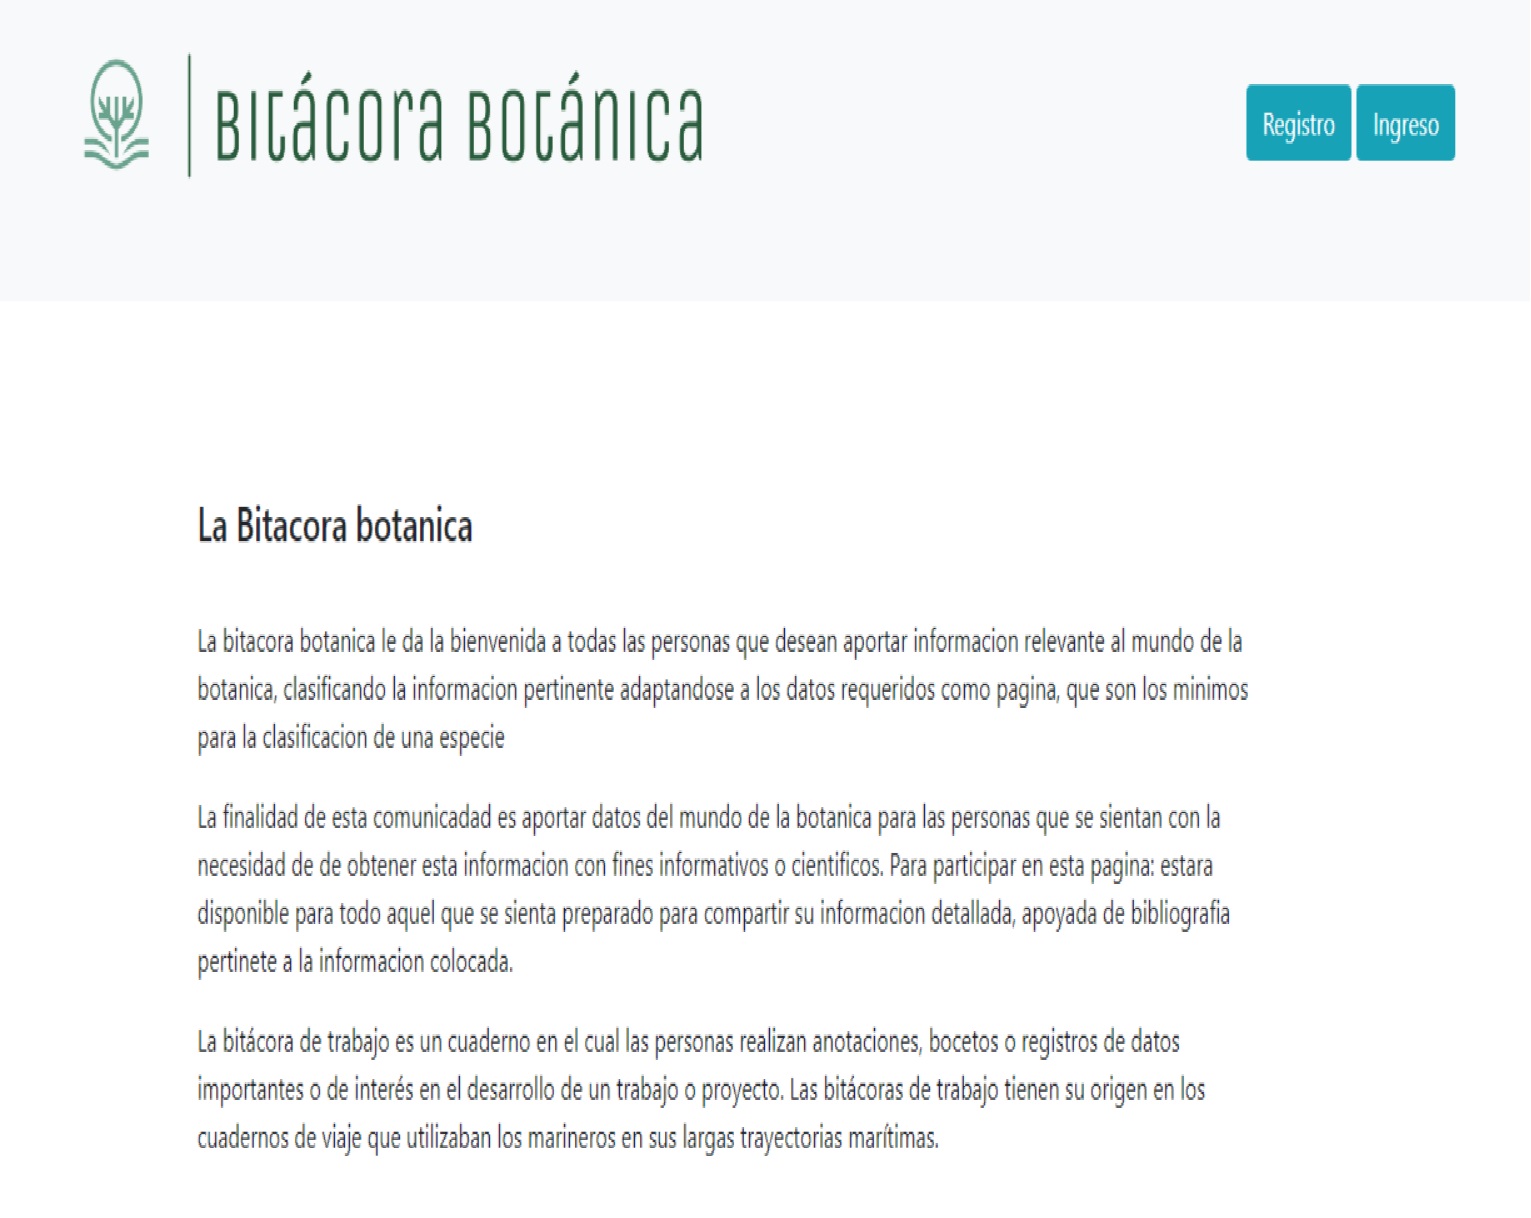 Bitácora Botánica
Registro Ingreso
La Bitacora botanica
La bitacora botanica le da la bienvenida a todas las personas que desean aportar informacion relevante al mundo de la
botanica, clasificando la informacion pertinente adaptandose a los datos requeridos como pagina, que son los minimos
para la clasificacion de una especie
La finalidad de esta comunicadad es aportar datos del mundo de la botanica para las personas que se sientan con la
necesidad de de obtener esta informacion con fines informativos o cientificos. Para participar en esta pagina: estara
disponible para todo aquel que se sienta preparado para compartir su informacion detallada, apoyada de bibliografia
pertinete a la informacion colocada.
La bitácora de trabajo es un cuaderno en el cual las personas realizan anotaciones, bocetos o registros de datos
importantes o de interés en el desarrollo de un trabajo o proyecto. Las bitácoras de trabajo tienen su origen en los
cuadernos de viaje que utilizaban los marineros en sus largas trayectorias marítimas.